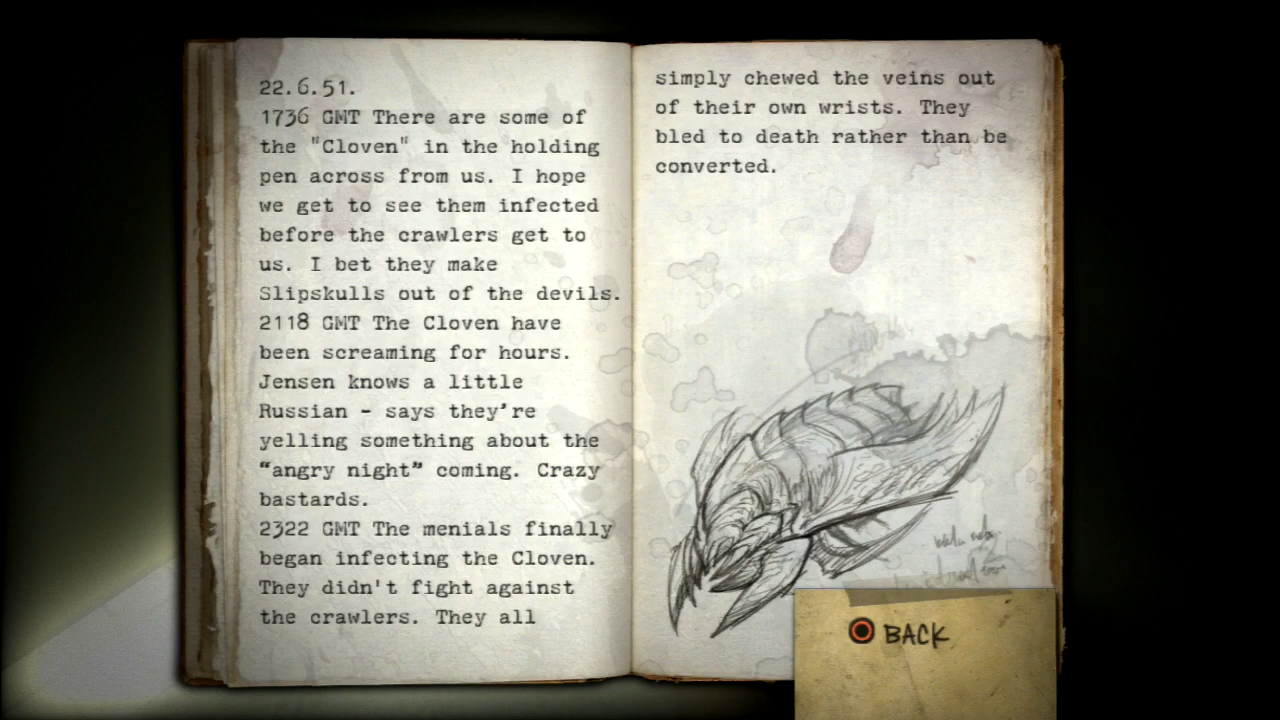 22.6.51.
1736 GMT There are some of
the "Cloven" in the holding
pen across from us. I hope
we get to see them infected
before the crawlers get to
us. I bet they make
Slipskulls out of the devils.
2118 GMT The Cloven have
been screaming for hours.
Jensen knows a little
Russian - says they're
yelling something about the
“angry night” coming. Crazy
bastards.
2322 GMT The menials finally
began infecting the Cloven.
They didn't fight against
the crawlers. They all
simply chewed the veins out
of their own wrists. They
bled to death rather than be
converted.
BACK